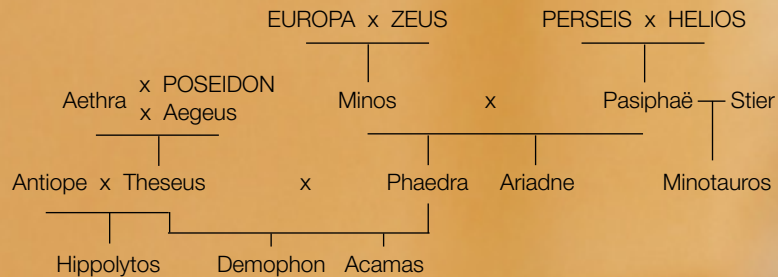 EUROPA x ZEUS PERSEIS x HELIOS
x POSEIDON
Aethra
x Aegeus
Minos x Pasiphaë Stier
Antiope x Theseus x Phaedra Ariadne Minotauros
Hippolytos Demophon Acamas